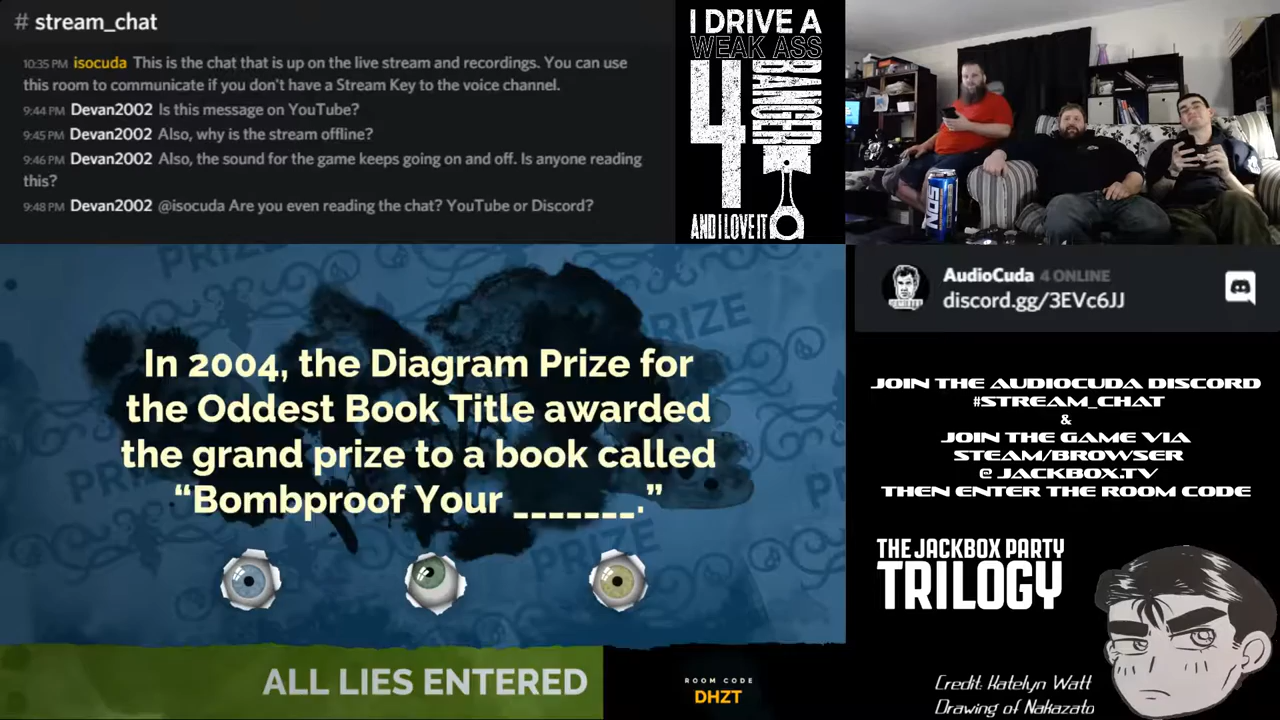 # stream_chat
10:35 PM isocuda This is the chat that is up on the live stream and recordings. You can use
this room to communicate if you don't have a Stream Key to the voice channel.
9:44 PM Devan2002 Is this message on YouTube?
9:45 PM Devan2002 Also, why is the stream offline?
9:46 PM Devan2002 Also, the sound for the game keeps going on and off. Is anyone reading
this?
9:48 PM Devan2002 @isocuda Are you even reading the chat? YouTube or Discord?
I DRIVE A
WEAK ASS
4
BANGER
DANGER
AND I LOVE IT
AudioCuda 4 ONLINE
discord.gg/3EVc6JJ
PRIZE
PRIZE
PRIZE
PRIZE
In 2004, the Diagram Prize for
the Oddest Book Title awarded
the grand prize to a book called
“Bombproof Your _______.”
ALL LIES ENTERED
ROOM CODE
DHZT
JOIN THE AUDIOCUDA DISCORD
#STREAM_CHAT
&
JOIN THE GAME VIA
STEAM/BROWSER
@ JACKBOX.TV
THEN ENTER THE ROOM CODE
THE JACKBOX PARTY
TRILOGY
Credit: Katelyn Watt
Drawing of Nakazato